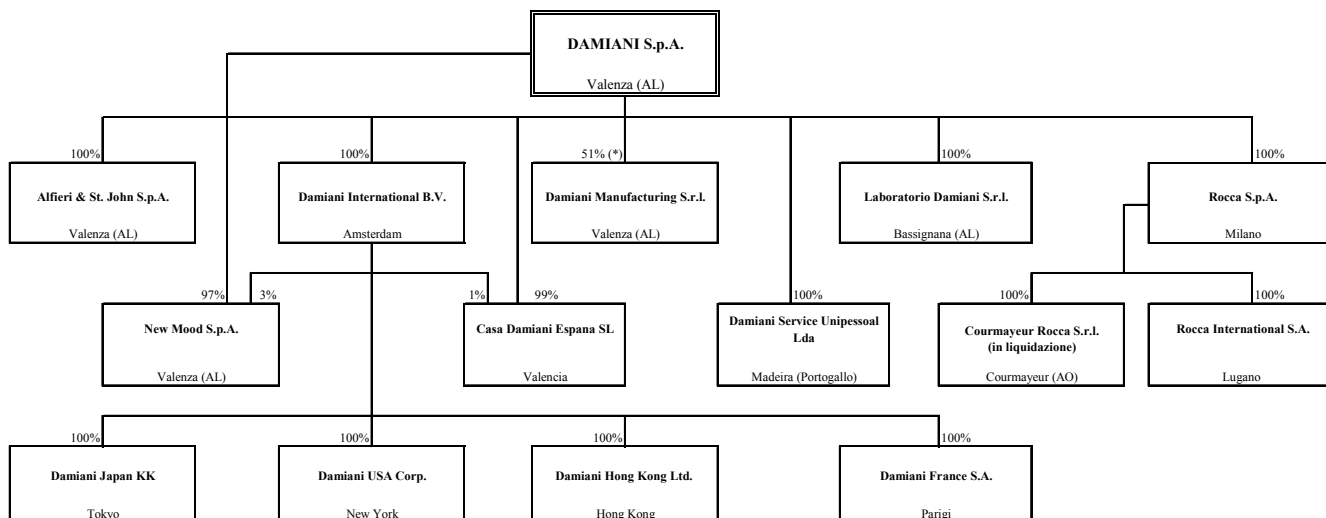 DAMIANI S.p.A.
Valenza (AL)
100%
100%
51% (*)
100%
100%
Alfieri & St. John S.p.A.
Damiani International B.V.
Damiani Manufacturing S.r.l.
Laboratorio Damiani S.r.l.
Rocca S.p.A.
Valenza (AL)
Amsterdam
Valenza (AL)
Bassignana (AL)
Milano
97%
3%
1%
99%
100%
100%
100%
New Mood S.p.A.
Casa Damiani Espana SL
Damiani Service Unipessoal
Lda
Courmayeur Rocca S.r.l.
(in liquidazione)
Rocca International S.A.
Valenza (AL)
Valencia
Madeira (Portogallo)
Courmayeur (AO)
Lugano
100%
100%
100%
100%
Damiani Japan KK
Damiani USA Corp.
Damiani Hong Kong Ltd.
Damiani France S.A.
Tokyo
New York
Hong Kong
Parigi